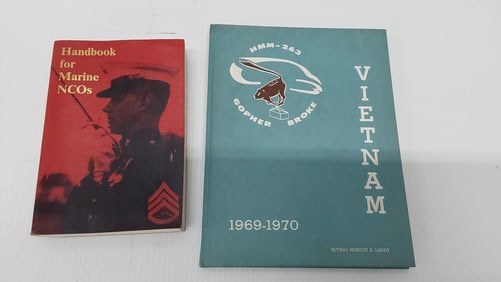 Handbook
for
Marine
NCOs
HMM-263
GOPHER BROKE
VIETNAM
1969-1970